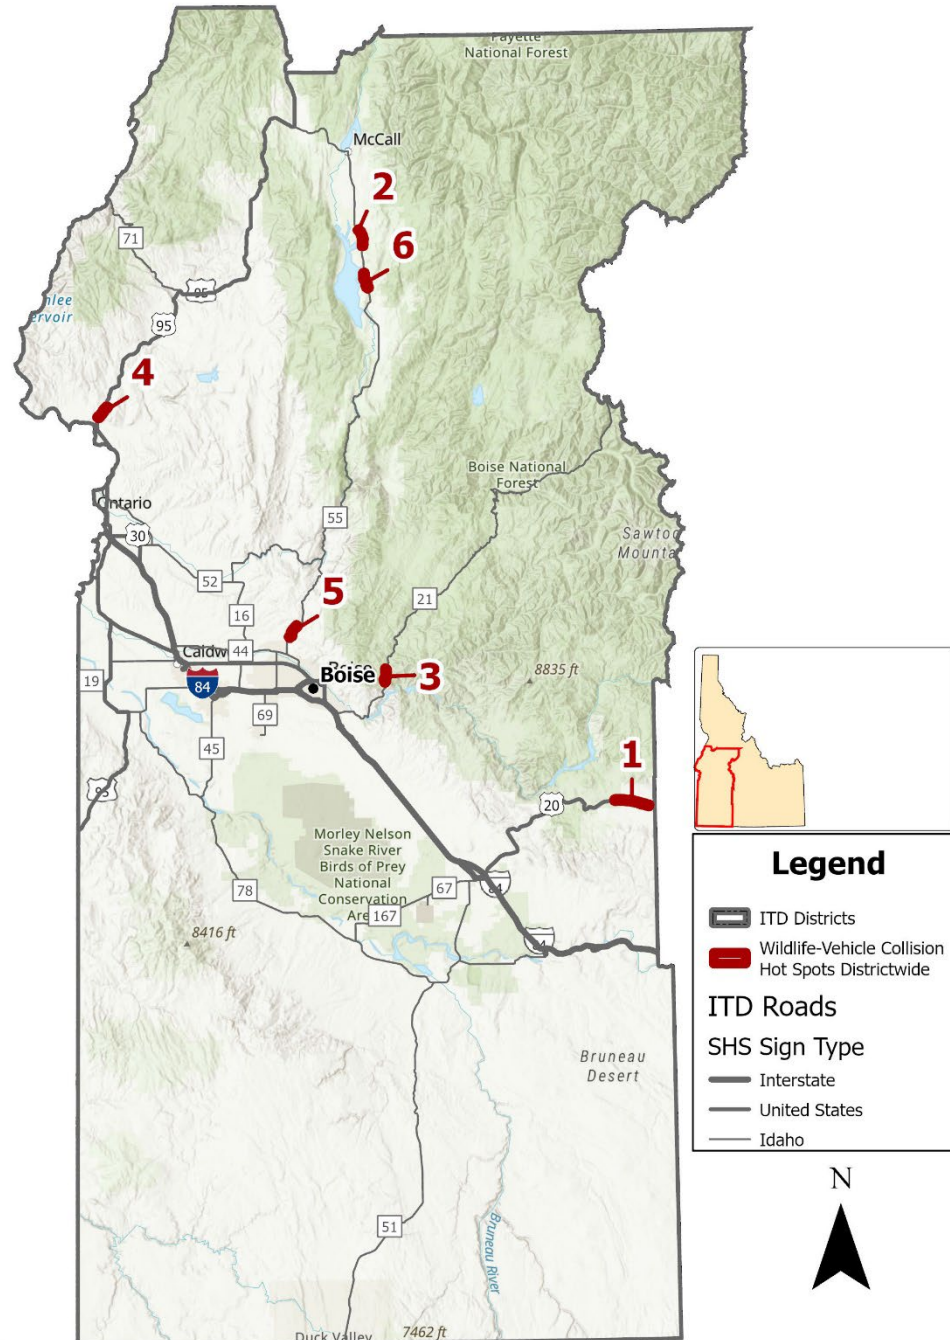 Payette
National Forest
McCall
2
71
6
95
95
4
Boise National
Forest
Ontario
55
30
52
21
16
5
44
Boise
3
8835 ft
19
84
69
45
1
95
20
Morley Nelson
Snake River
Birds of Prey
National
Conservation
78
67
84
167
8416 ft
84
Bruneau
Desert
51
Bruneau River
7462 ft
Duck Valley
Legend
ITD Districts
Wildlife-Vehicle Collision
Hot Spots Districtwide
ITD Roads
SHS Sign Type
Interstate
United States
Idaho
N